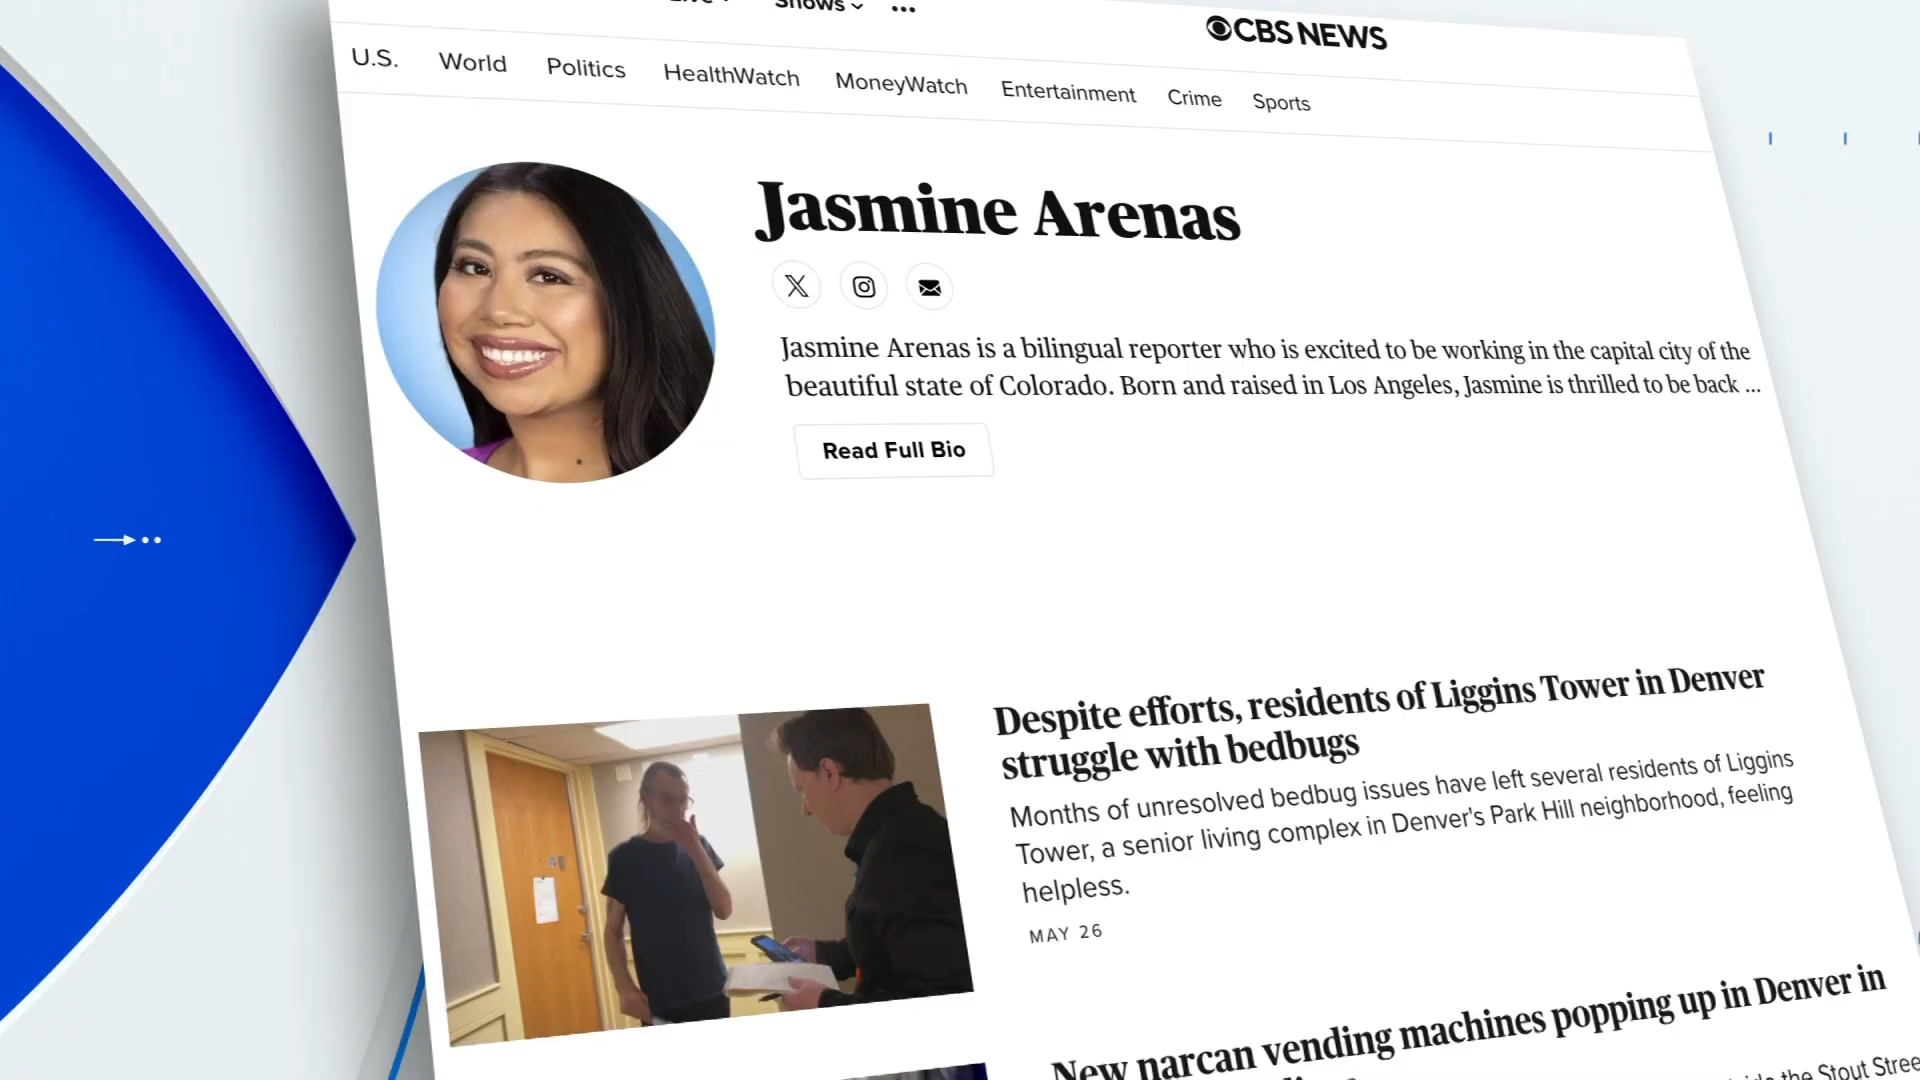 Live
Shows
CBS NEWS
U.S. World Politics HealthWatch MoneyWatch Entertainment Crime Sports
Jasmine Arenas
Jasmine Arenas is a bilingual reporter who is excited to be working in the capital city of the
beautiful state of Colorado. Born and raised in Los Angeles, Jasmine is thrilled to be back ...
Read Full Bio
Despite efforts, residents of Liggins Tower in Denver
struggle with bedbugs
Months of unresolved bedbug issues have left several residents of Liggins
Tower, a senior living complex in Denver's Park Hill neighborhood, feeling
helpless.
MAY 26
New narcan vending machines popping up in Denver in
the Stout Stree